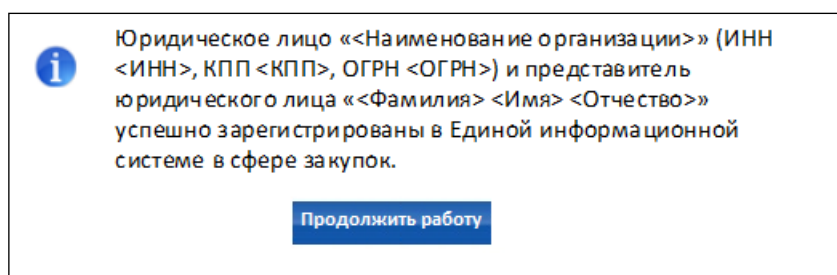 Юридическое лицо «<Наименование организации>» (ИНН
<ИНН>, КПП <КПП>, ОГРН <ОГРН>) и представитель
юридического лица «<Фамилия> <Имя> <Отчество>»
успешно зарегистрированы в Единой информационной
системе в сфере закупок.
Продолжить работу